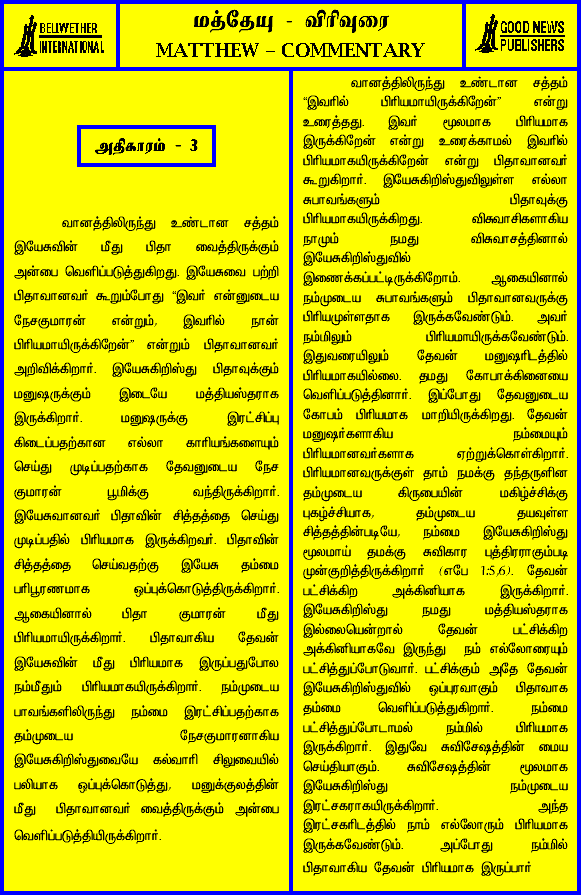 BELWETHER
INTERNATIONAL
மத்தேயு - விரிவுரை
MATTHEW – COMMENTARY
GOOD NEWS
PUBLISHERS
அதிகாரம் - 3
வானத்திலிருந்து உண்டான சத்தம்
இயேசுவின் மீது பிதா வைத்திருக்கும்
அன்பை வெளிப்படுத்துகிறது. இயேசுவை பற்றி
பிதாவானவர் கூறும்போது “இவர் என்னுடைய
நேசகுமாரன் என்றும், இவரில் நான்
பிரியமாயிருக்கிறேன்” என்றும் பிதாவானவர்
அறிவிக்கிறார். இயேசுகிறிஸ்து பிதாவுக்கும்
மனுஷருக்கும் இடையே மத்தியஸ்தராக
இருக்கிறார். மனுஷருக்கு இரட்சிப்பு
கிடைப்பதற்கான எல்லா காரியங்களையும்
செய்து முடிப்பதற்காக தேவனுடைய நேச
குமாரன் பூமிக்கு வந்திருக்கிறார்.
இயேசுவானவர் பிதாவின் சித்தத்தை செய்து
முடிப்பதில் பிரியமாக இருக்கிறவர். பிதாவின்
சித்தத்தை செய்வதற்கு இயேசு தம்மை
பரிபூரணமாக ஒப்புக்கொடுத்திருக்கிறார்.
ஆகையினால் பிதா குமாரன் மீது
பிரியமாயிருக்கிறார். பிதாவாகிய தேவன்
இயேசுவின் மீது பிரியமாக இருப்பதுபோல
நம்மீதும் பிரியமாகயிருக்கிறார். நம்முடைய
பாவங்களிலிருந்து நம்மை இரட்சிப்பதற்காக
தம்முடைய நேசகுமாரனாகிய
இயேசுகிறிஸ்துவையே கல்வாரி சிலுவையில்
பலியாக ஒப்புக்கொடுத்து, மனுக்குலத்தின்
மீது பிதாவானவர் வைத்திருக்கும் அன்பை
வெளிப்படுத்தியிருக்கிறார்.
வானத்திலிருந்து உண்டான சத்தம்
“இவரில் பிரியமாயிருக்கிறேன்” என்று
உரைத்தது. இவர் மூலமாக பிரியமாக
இருக்கிறேன் என்று உரைக்காமல் இவரில்
பிரியமாகயிருக்கிறேன் என்று பிதாவானவர்
கூறுகிறார். இயேசுகிறிஸ்துவிலுள்ள எல்லா
சுபாவங்களும் பிதாவுக்கு
பிரியமாகயிருக்கிறது. விசுவாசிகளாகிய
நாமும் நமது விசுவாசத்தினால்
இயேசுகிறிஸ்துவில்
இணைக்கப்பட்டிருக்கிறோம். ஆகையினால்
நம்முடைய சுபாவங்களும் பிதாவானவருக்கு
பிரியமுள்ளதாக இருக்கவேண்டும். அவர்
நம்மிலும் பிரியமாயிருக்கவேண்டும்.
இதுவரையிலும் தேவன் மனுஷரிடத்தில்
பிரியமாகயில்லை. தமது கோபாக்கினையை
வெளிப்படுத்தினார். இப்போது தேவனுடைய
கோபம் பிரியமாக மாறியிருக்கிறது. தேவன்
மனுஷர்களாகிய நம்மையும்
பிரியமானவர்களாக ஏற்றுக்கொள்கிறார்.
பிரியமானவருக்குள் தாம் நமக்கு தந்தருளின
தம்முடைய கிருபையின் மகிழ்ச்சிக்கு
புகழ்ச்சியாக, தம்முடைய தயவுள்ள
சித்தத்தின்படியே, நம்மை இயேசுகிறிஸ்து
மூலமாய் தமக்கு சுவிகார புத்திரராகும்படி
முன்குறித்திருக்கிறார் (எபே 1:5,6). தேவன்
பட்சிக்கிற அக்கினியாக இருக்கிறார்.
இயேசுகிறிஸ்து நமது மத்தியஸ்தராக
இல்லையென்றால் தேவன் பட்சிக்கிற
அக்கினியாகவே இருந்து நம் எல்லோரையும்
பட்சித்துப்போடுவார். பட்சிக்கும் அதே தேவன்
இயேசுகிறிஸ்துவில் ஒப்புரவாகும் பிதாவாக
தம்மை வெளிப்படுத்துகிறார். நம்மை
பட்சித்துப்போடாமல் நம்மில் பிரியமாக
இருக்கிறார். இதுவே சுவிசேஷத்தின் மைய
செய்தியாகும். சுவிசேஷத்தின் மூலமாக
இயேசுகிறிஸ்து நம்முடைய
இரட்சகராகயிருக்கிறார். அந்த
இரட்சகரிடத்தில் நாம் எல்லோரும் பிரியமாக
இருக்கவேண்டும். அப்போது நம்மில்
பிதாவாகிய தேவன் பிரியமாக இருப்பார்